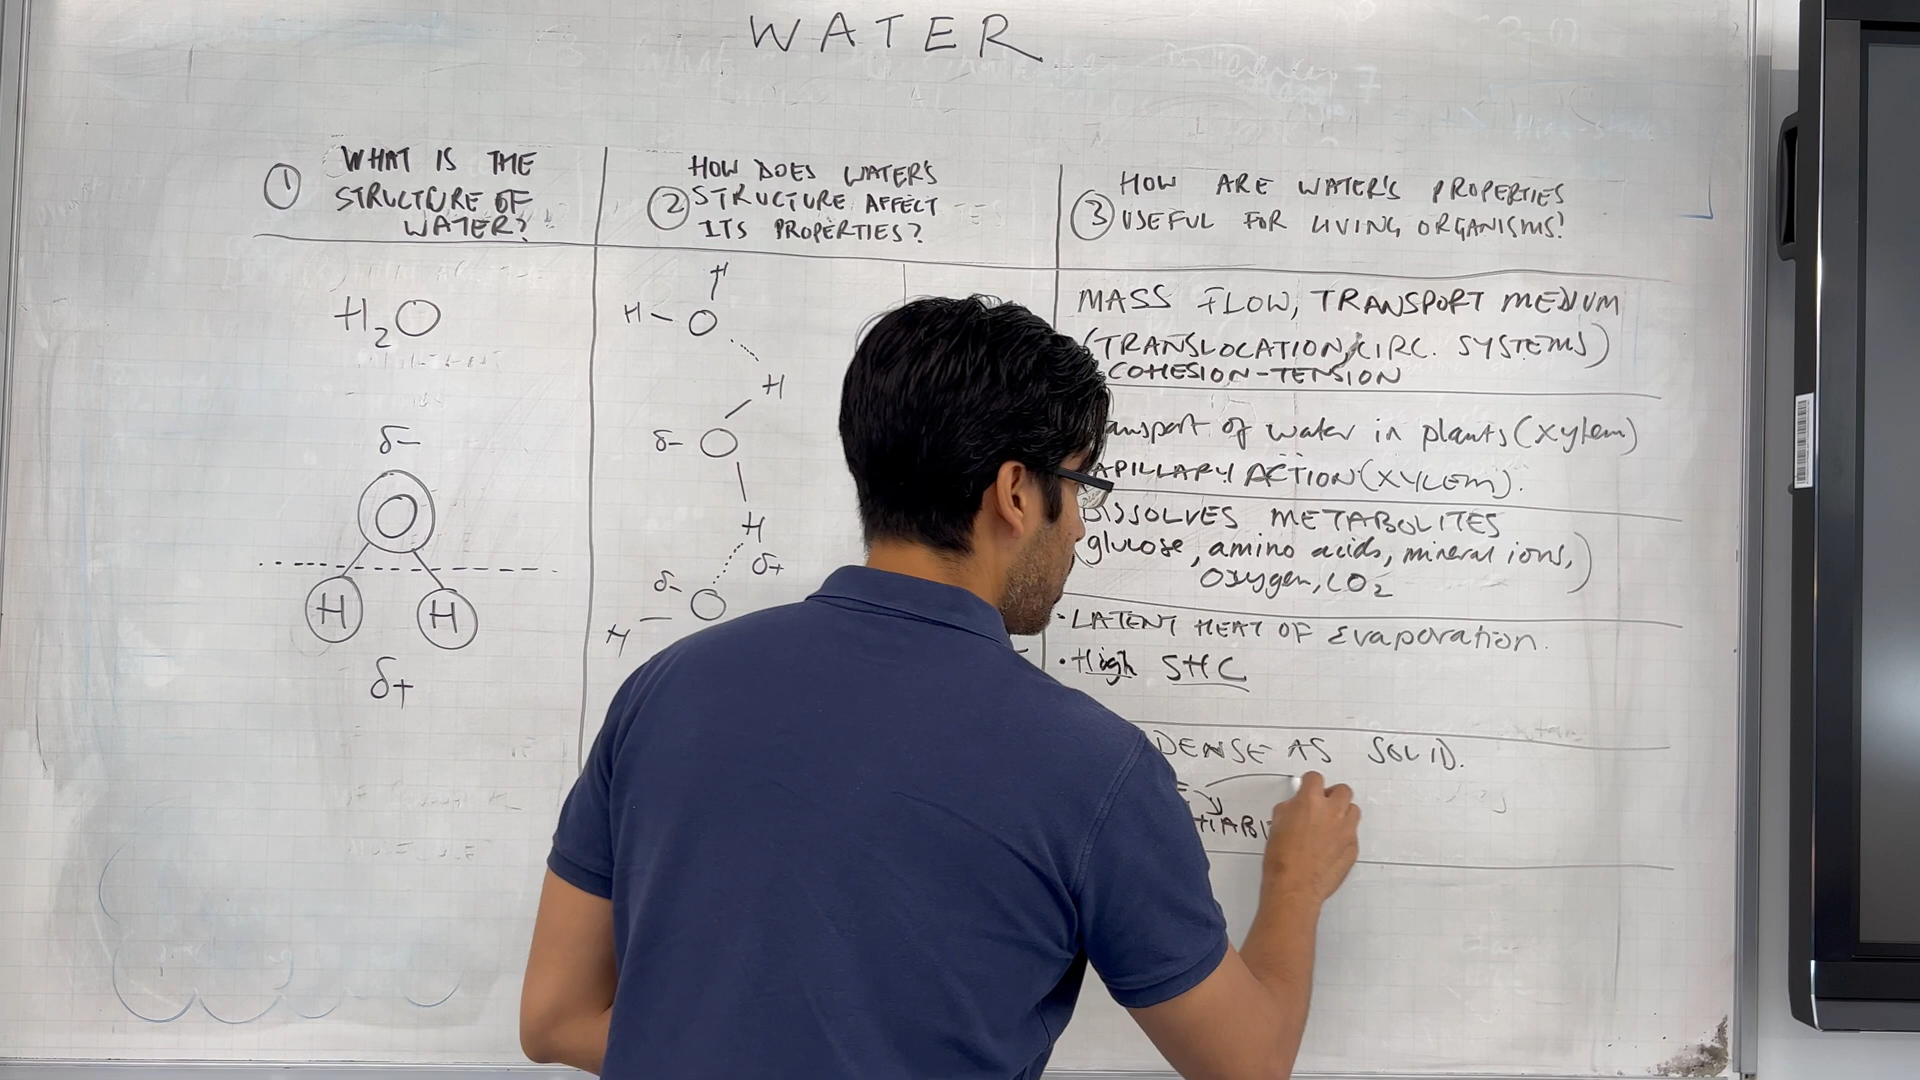 WATER
① WHAT IS THE
STRUCTURE OF
WATER?
H₂O
δ-
O
H H
δ+
HOW DOES WATER'S
② STRUCTURE AFFECT
ITS PROPERTIES?
H
H - O
H
δ- O
H
δ+
δ-
O
H
HOW ARE WATER'S PROPERTIES
③ USEFUL FOR LIVING ORGANISMS?
MASS FLOW, TRANSPORT MEDIUM
(TRANSLOCATION, CIRC. SYSTEMS)
COHESION-TENSION
of water in plants (xylem)
ACTION (XYLEM).
DISSOLVES METABOLITES
(glucose, amino acids, mineral ions,
oxygen, CO₂)
• LATENT HEAT OF Evaporation.
• High SHC
DENSE AS SOLID.